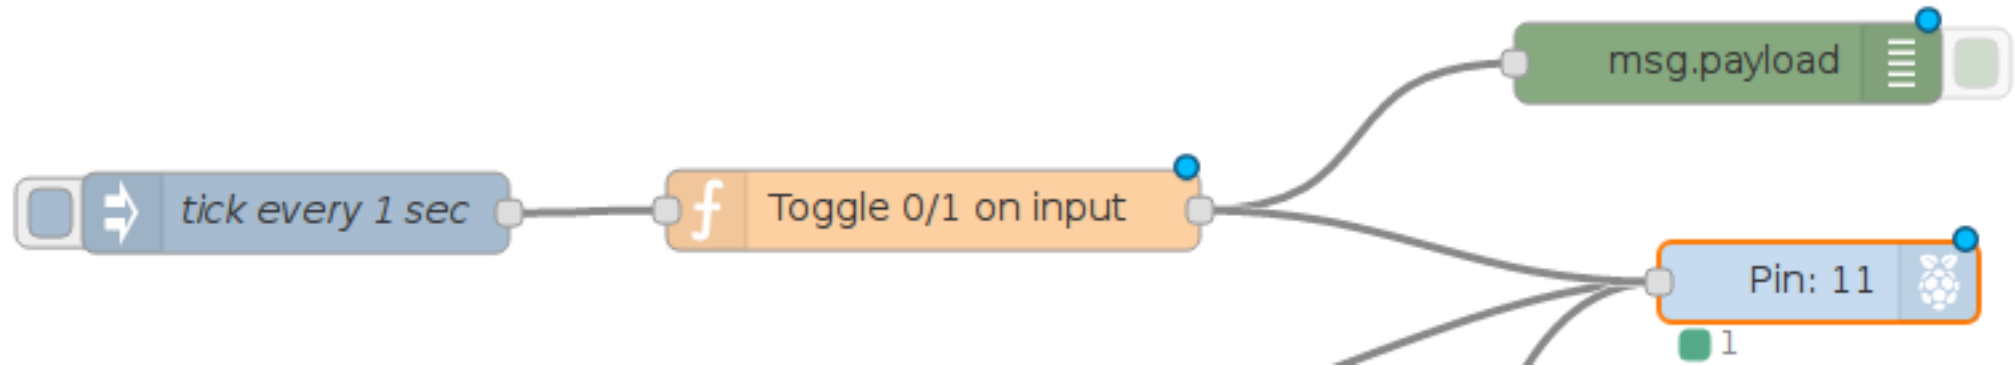 msg.payload
tick every 1 sec
Toggle 0/1 on input
Pin: 11
1